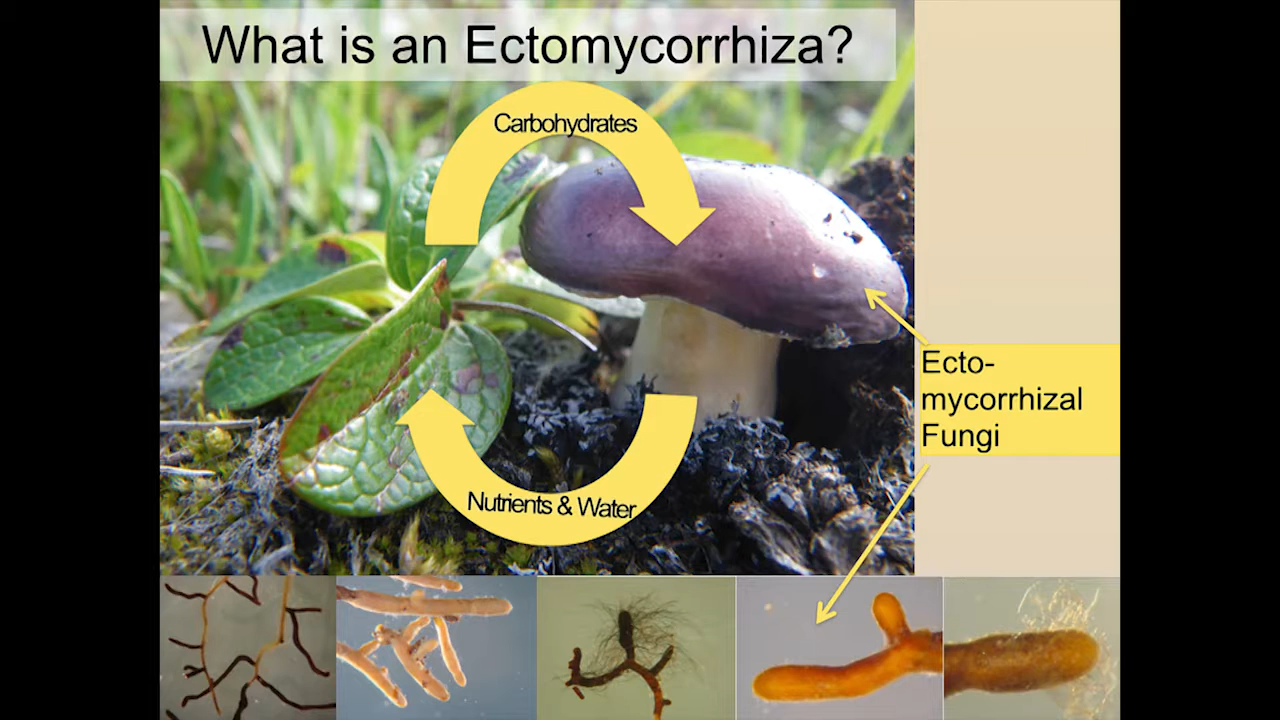 What is an Ectomycorrhiza?
Carbohydrates
Ecto-
mycorrhizal
Fungi
Nutrients & Water